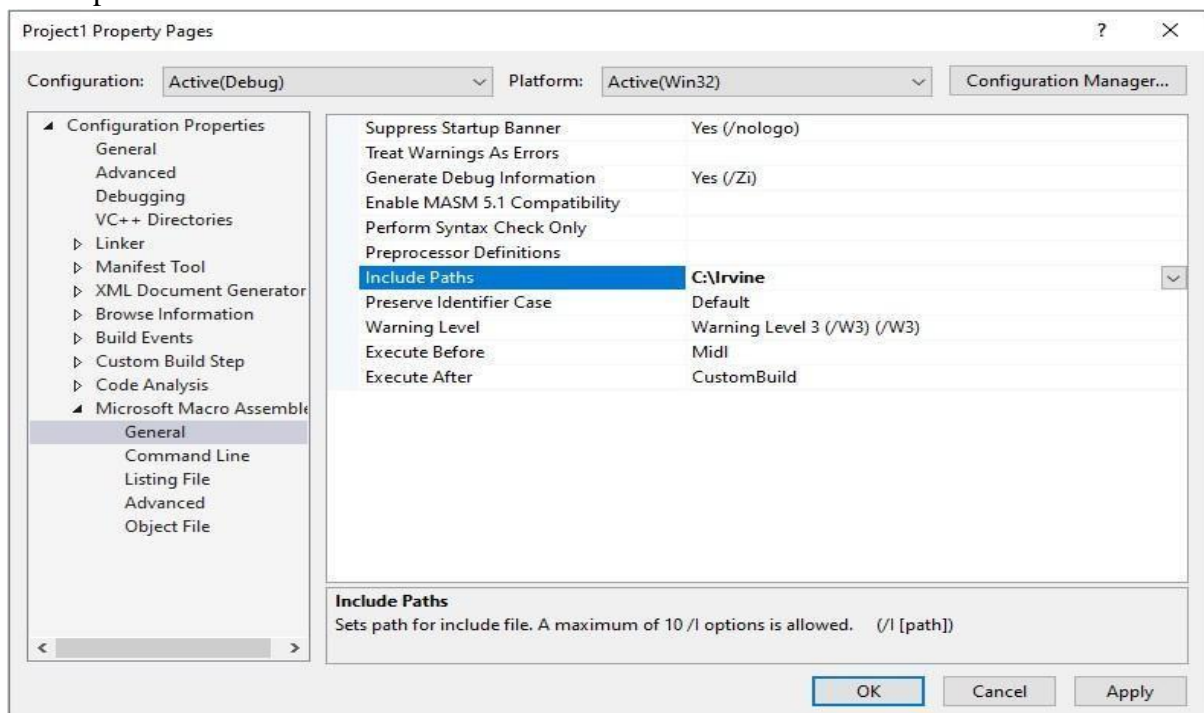 Project1 Property Pages
?
Configuration: Active(Debug) Platform: Active(Win32) Configuration Manager...
Configuration Properties
General
Advanced
Debugging
VC++ Directories
Linker
Manifest Tool
XML Document Generator
Browse Information
Build Events
Custom Build Step
Code Analysis
Microsoft Macro Assemble
General
Command Line
Listing File
Advanced
Object File
Suppress Startup Banner Yes (/nologo)
Treat Warnings As Errors
Generate Debug Information Yes (/Zi)
Enable MASM 5.1 Compatibility
Perform Syntax Check Only
Preprocessor Definitions
Include Paths C:\Irvine
Preserve Identifier Case Default
Warning Level Warning Level 3 (/W3) (/W3)
Execute Before Midl
Execute After CustomBuild
Include Paths
Sets path for include file. A maximum of 10 /I options is allowed. (/I [path])
OK Cancel Apply